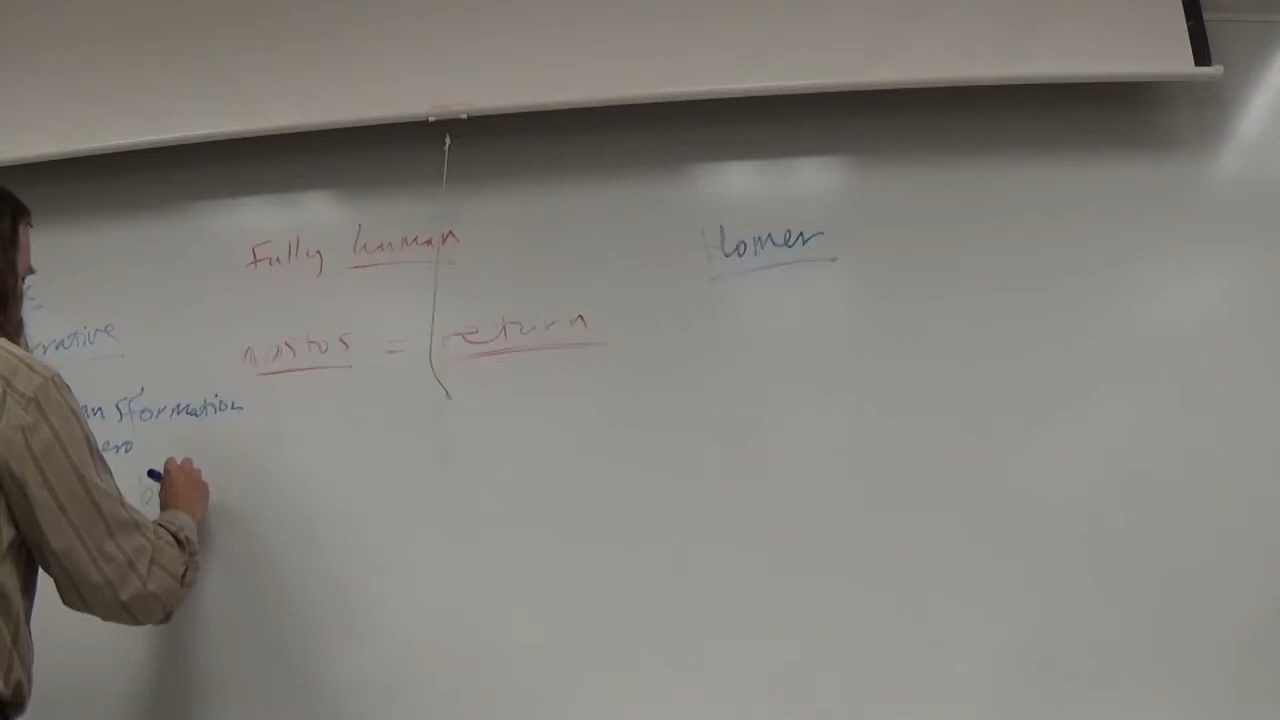 Fully human
Homer
nostos = return
rrative
ansformation
ero